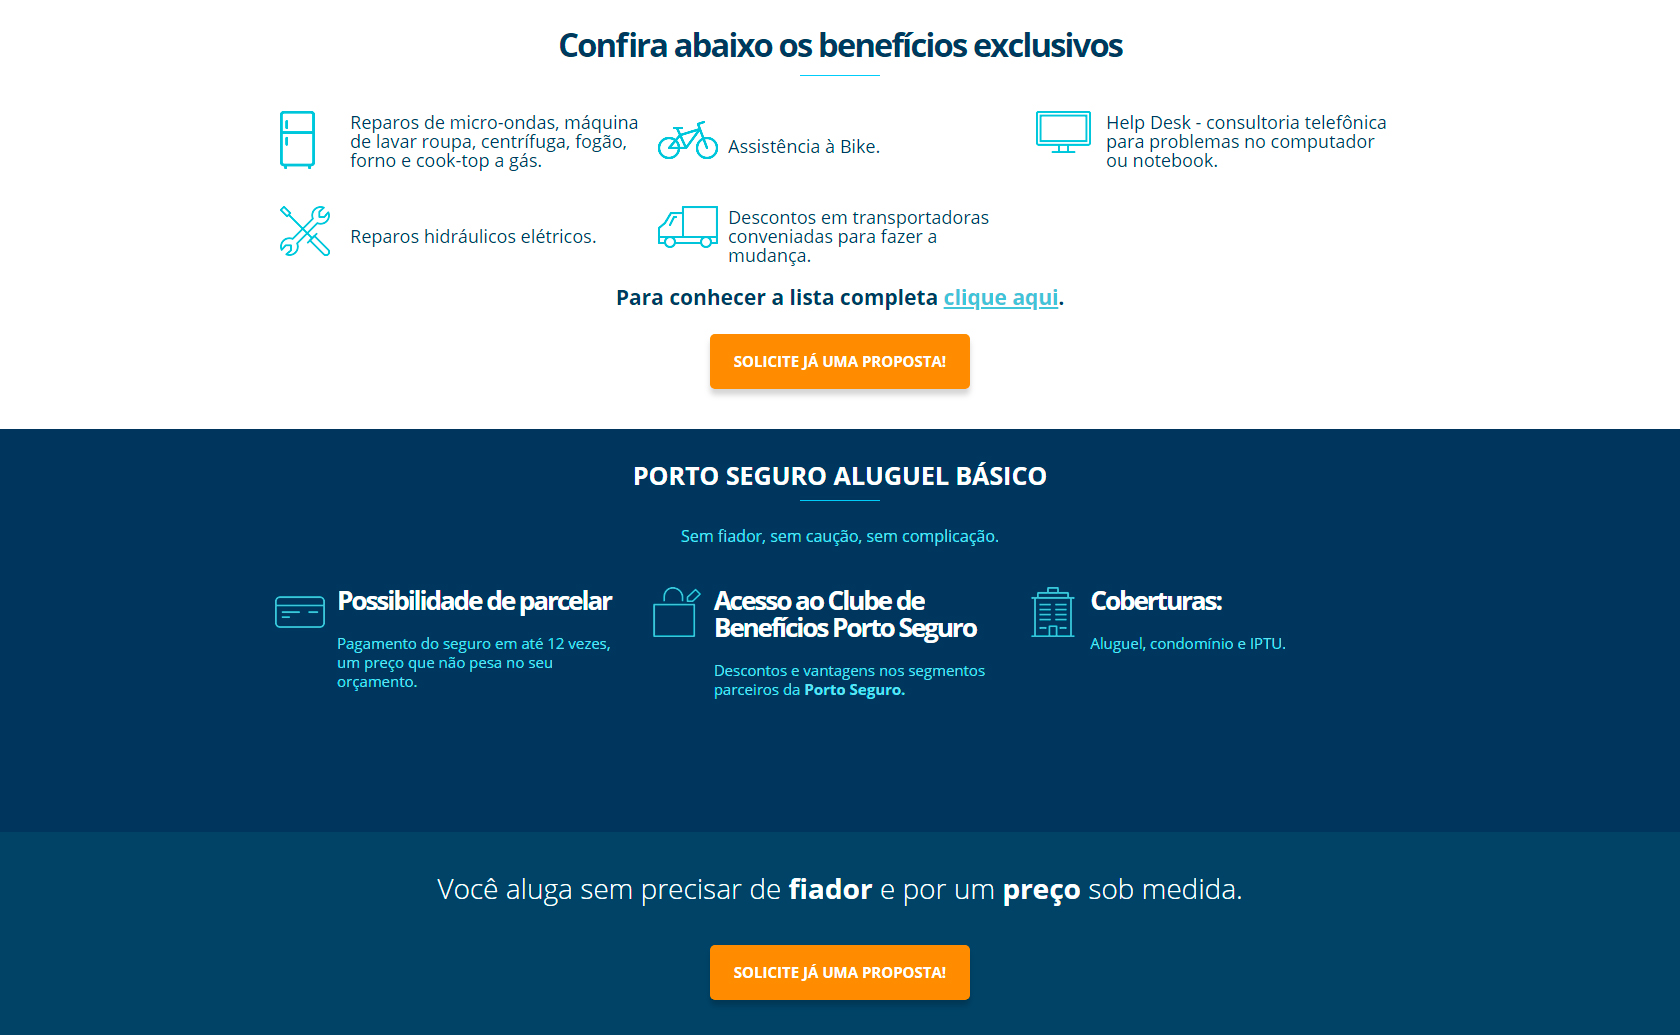 Confira abaixo os benefícios exclusivos
Reparos de micro-ondas, máquina
de lavar roupa, centrífuga, fogão,
forno e cook-top a gás.
Assistência à Bike.
Help Desk - consultoria telefônica
para problemas no computador
ou notebook.
Reparos hidráulicos elétricos.
Descontos em transportadoras
conveniadas para fazer a
mudança.
Para conhecer a lista completa clique aqui.
SOLICITE JÁ UMA PROPOSTA!
PORTO SEGURO ALUGUEL BÁSICO
Sem fiador, sem caução, sem complicação.
Possibilidade de parcelar
Pagamento do seguro em até 12 vezes,
um preço que não pesa no seu
orçamento.
Acesso ao Clube de
Benefícios Porto Seguro
Descontos e vantagens nos segmentos
parceiros da Porto Seguro.
Coberturas:
Aluguel, condomínio e IPTU.
Você aluga sem precisar de fiador e por um preço sob medida.
SOLICITE JÁ UMA PROPOSTA!